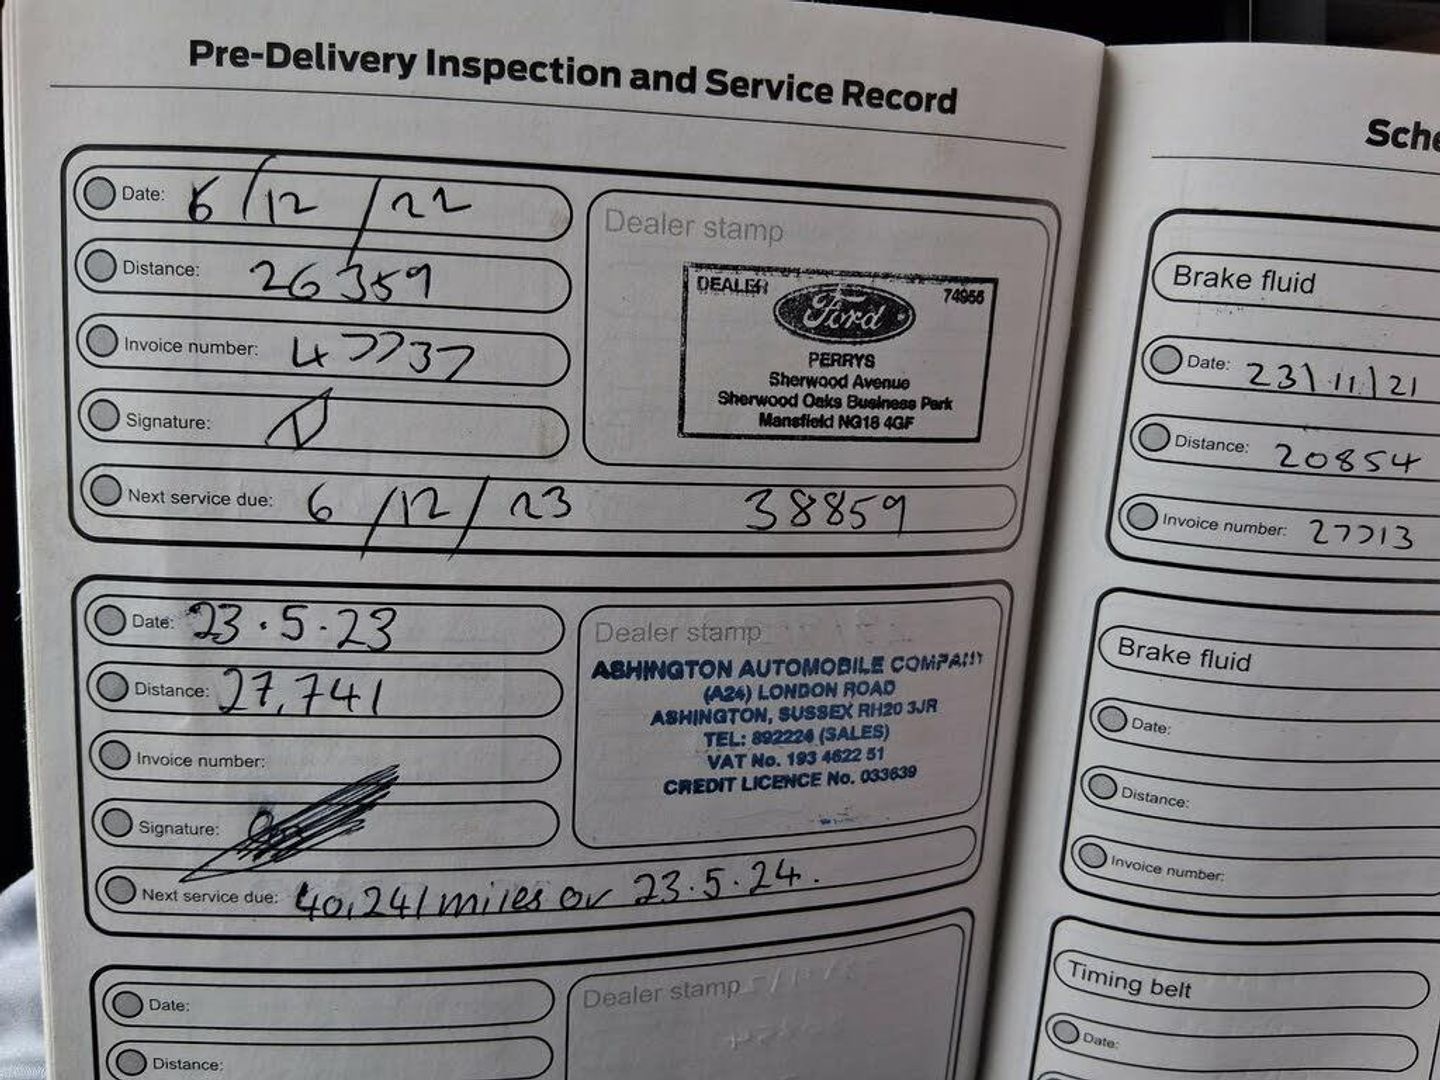 Pre-Delivery Inspection and Service Record
Date: 6/12/22
Distance: 26359
Invoice number: 47737
Signature:
Next service due: 6/12/23 38859
Dealer stamp
DEALER 74956
Ford
PERRYS
Sherwood Avenue
Sherwood Oaks Business Park
Mansfield NG18 4GF
Date: 23.5.23
Distance: 27,741
Invoice number:
Signature:
Next service due: 40,241 miles or 23.5.24.
Dealer stamp
ASHINGTON AUTOMOBILE COMPANY
(A24) LONDON ROAD
ASHINGTON, SUSSEX RH20 3JR
TEL: 892224 (SALES)
VAT No. 193 4622 51
CREDIT LICENCE No. 033639
Date:
Distance:
Dealer stamp
Sche
Brake fluid
Date: 23/11/21
Distance: 20854
Invoice number: 27713
Brake fluid
Date:
Distance:
Invoice number:
Timing belt
Date: